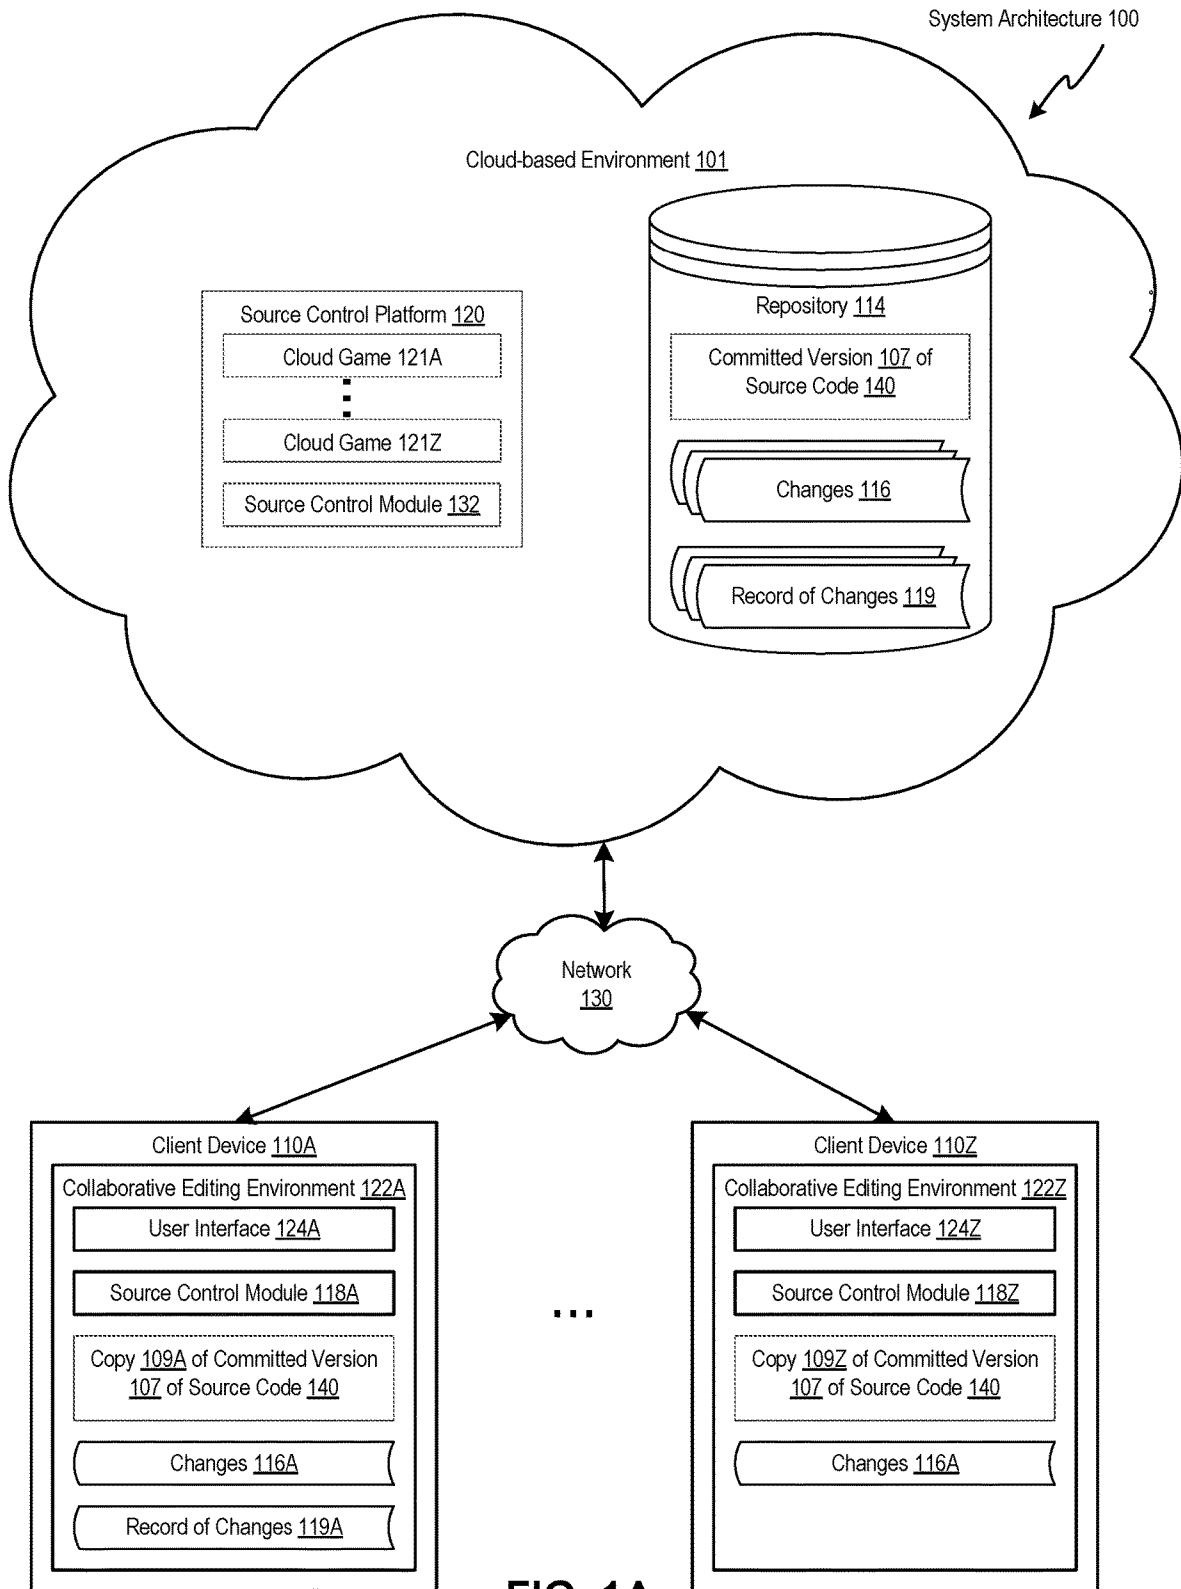 System Architecture 100
Cloud-based Environment 101
Source Control Platform 120
Cloud Game 121A
Cloud Game 121Z
Source Control Module 132
Repository 114
Committed Version 107 of
Source Code 140
Changes 116
Record of Changes 119
Network
130
Client Device 110A
Collaborative Editing Environment 122A
User Interface 124A
Source Control Module 118A
Copy 109A of Committed Version
107 of Source Code 140
Changes 116A
Record of Changes 119A
...
Client Device 110Z
Collaborative Editing Environment 122Z
User Interface 124Z
Source Control Module 118Z
Copy 109Z of Committed Version
107 of Source Code 140
Changes 116A
FIG. 1A